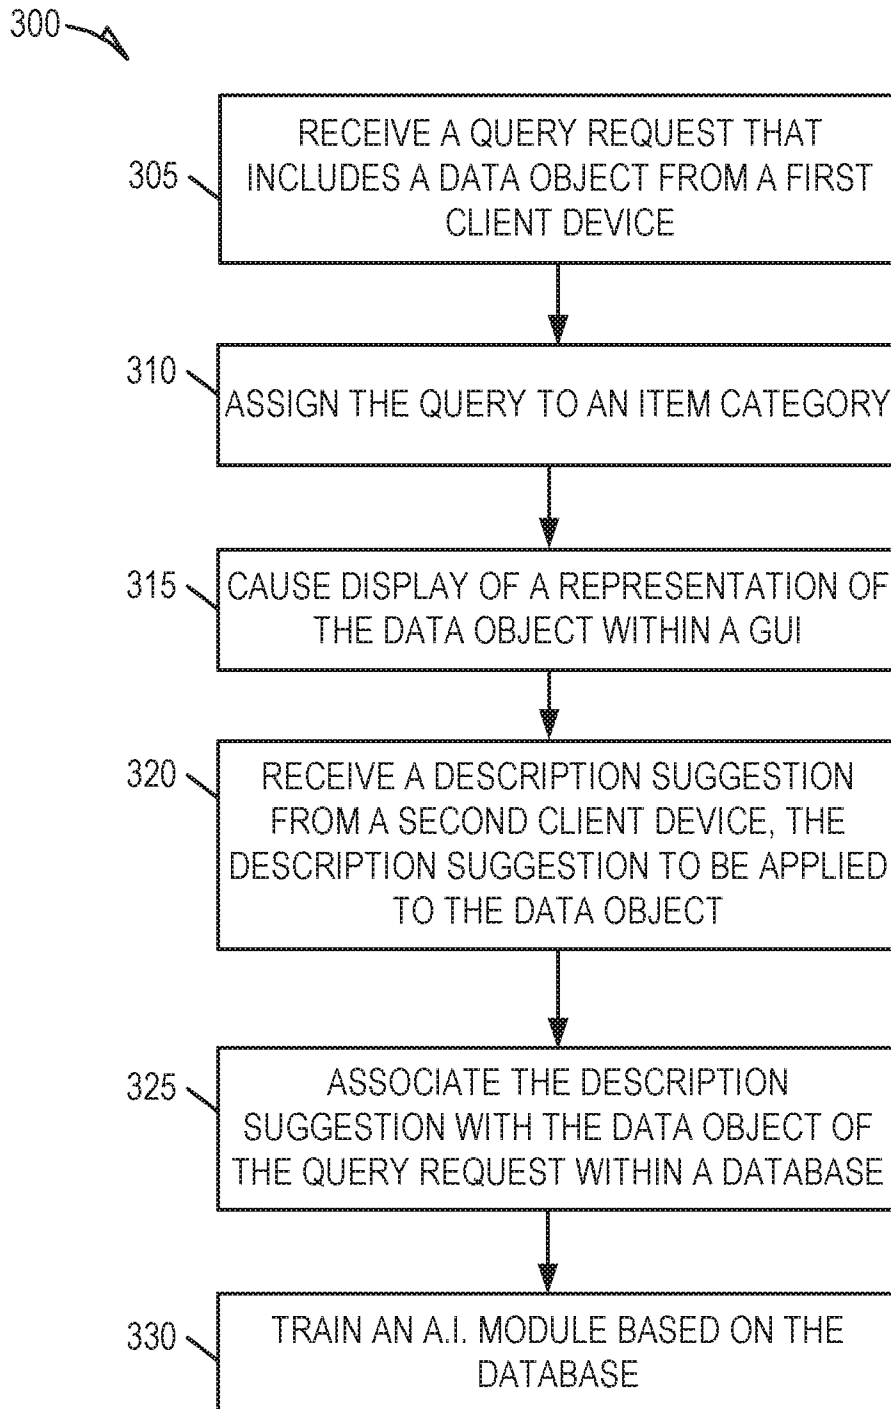 300
305
RECEIVE A QUERY REQUEST THAT
INCLUDES A DATA OBJECT FROM A FIRST
CLIENT DEVICE
310
ASSIGN THE QUERY TO AN ITEM CATEGORY
315
CAUSE DISPLAY OF A REPRESENTATION OF
THE DATA OBJECT WITHIN A GUI
320
RECEIVE A DESCRIPTION SUGGESTION
FROM A SECOND CLIENT DEVICE, THE
DESCRIPTION SUGGESTION TO BE APPLIED
TO THE DATA OBJECT
325
ASSOCIATE THE DESCRIPTION
SUGGESTION WITH THE DATA OBJECT OF
THE QUERY REQUEST WITHIN A DATABASE
330
TRAIN AN A.I. MODULE BASED ON THE
DATABASE